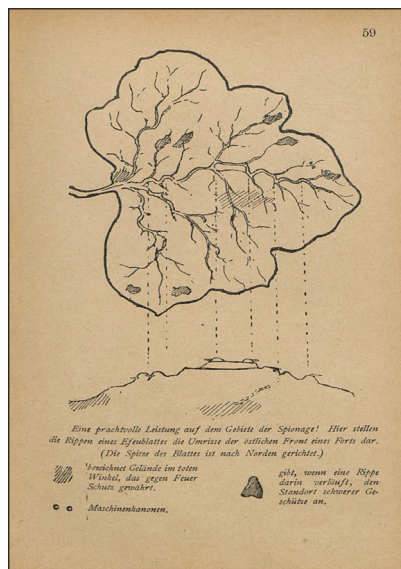 59
Eine prachtvolle Leistung auf dem Gebiete der Spionage! Hier stellen
die Rippen eines Efeublattes die Umrisse der östlichen Front eines Forts dar.
(Die Spitze des Blattes ist nach Norden gerichtet.)
bezeichnet Gelände im toten
Winkel, das gegen Feuer
Schutz gewährt.
Maschinenkanonen.
gibt, wenn eine Rippe
darin verläuft, den
Standort schwerer Ge-
schütze an.